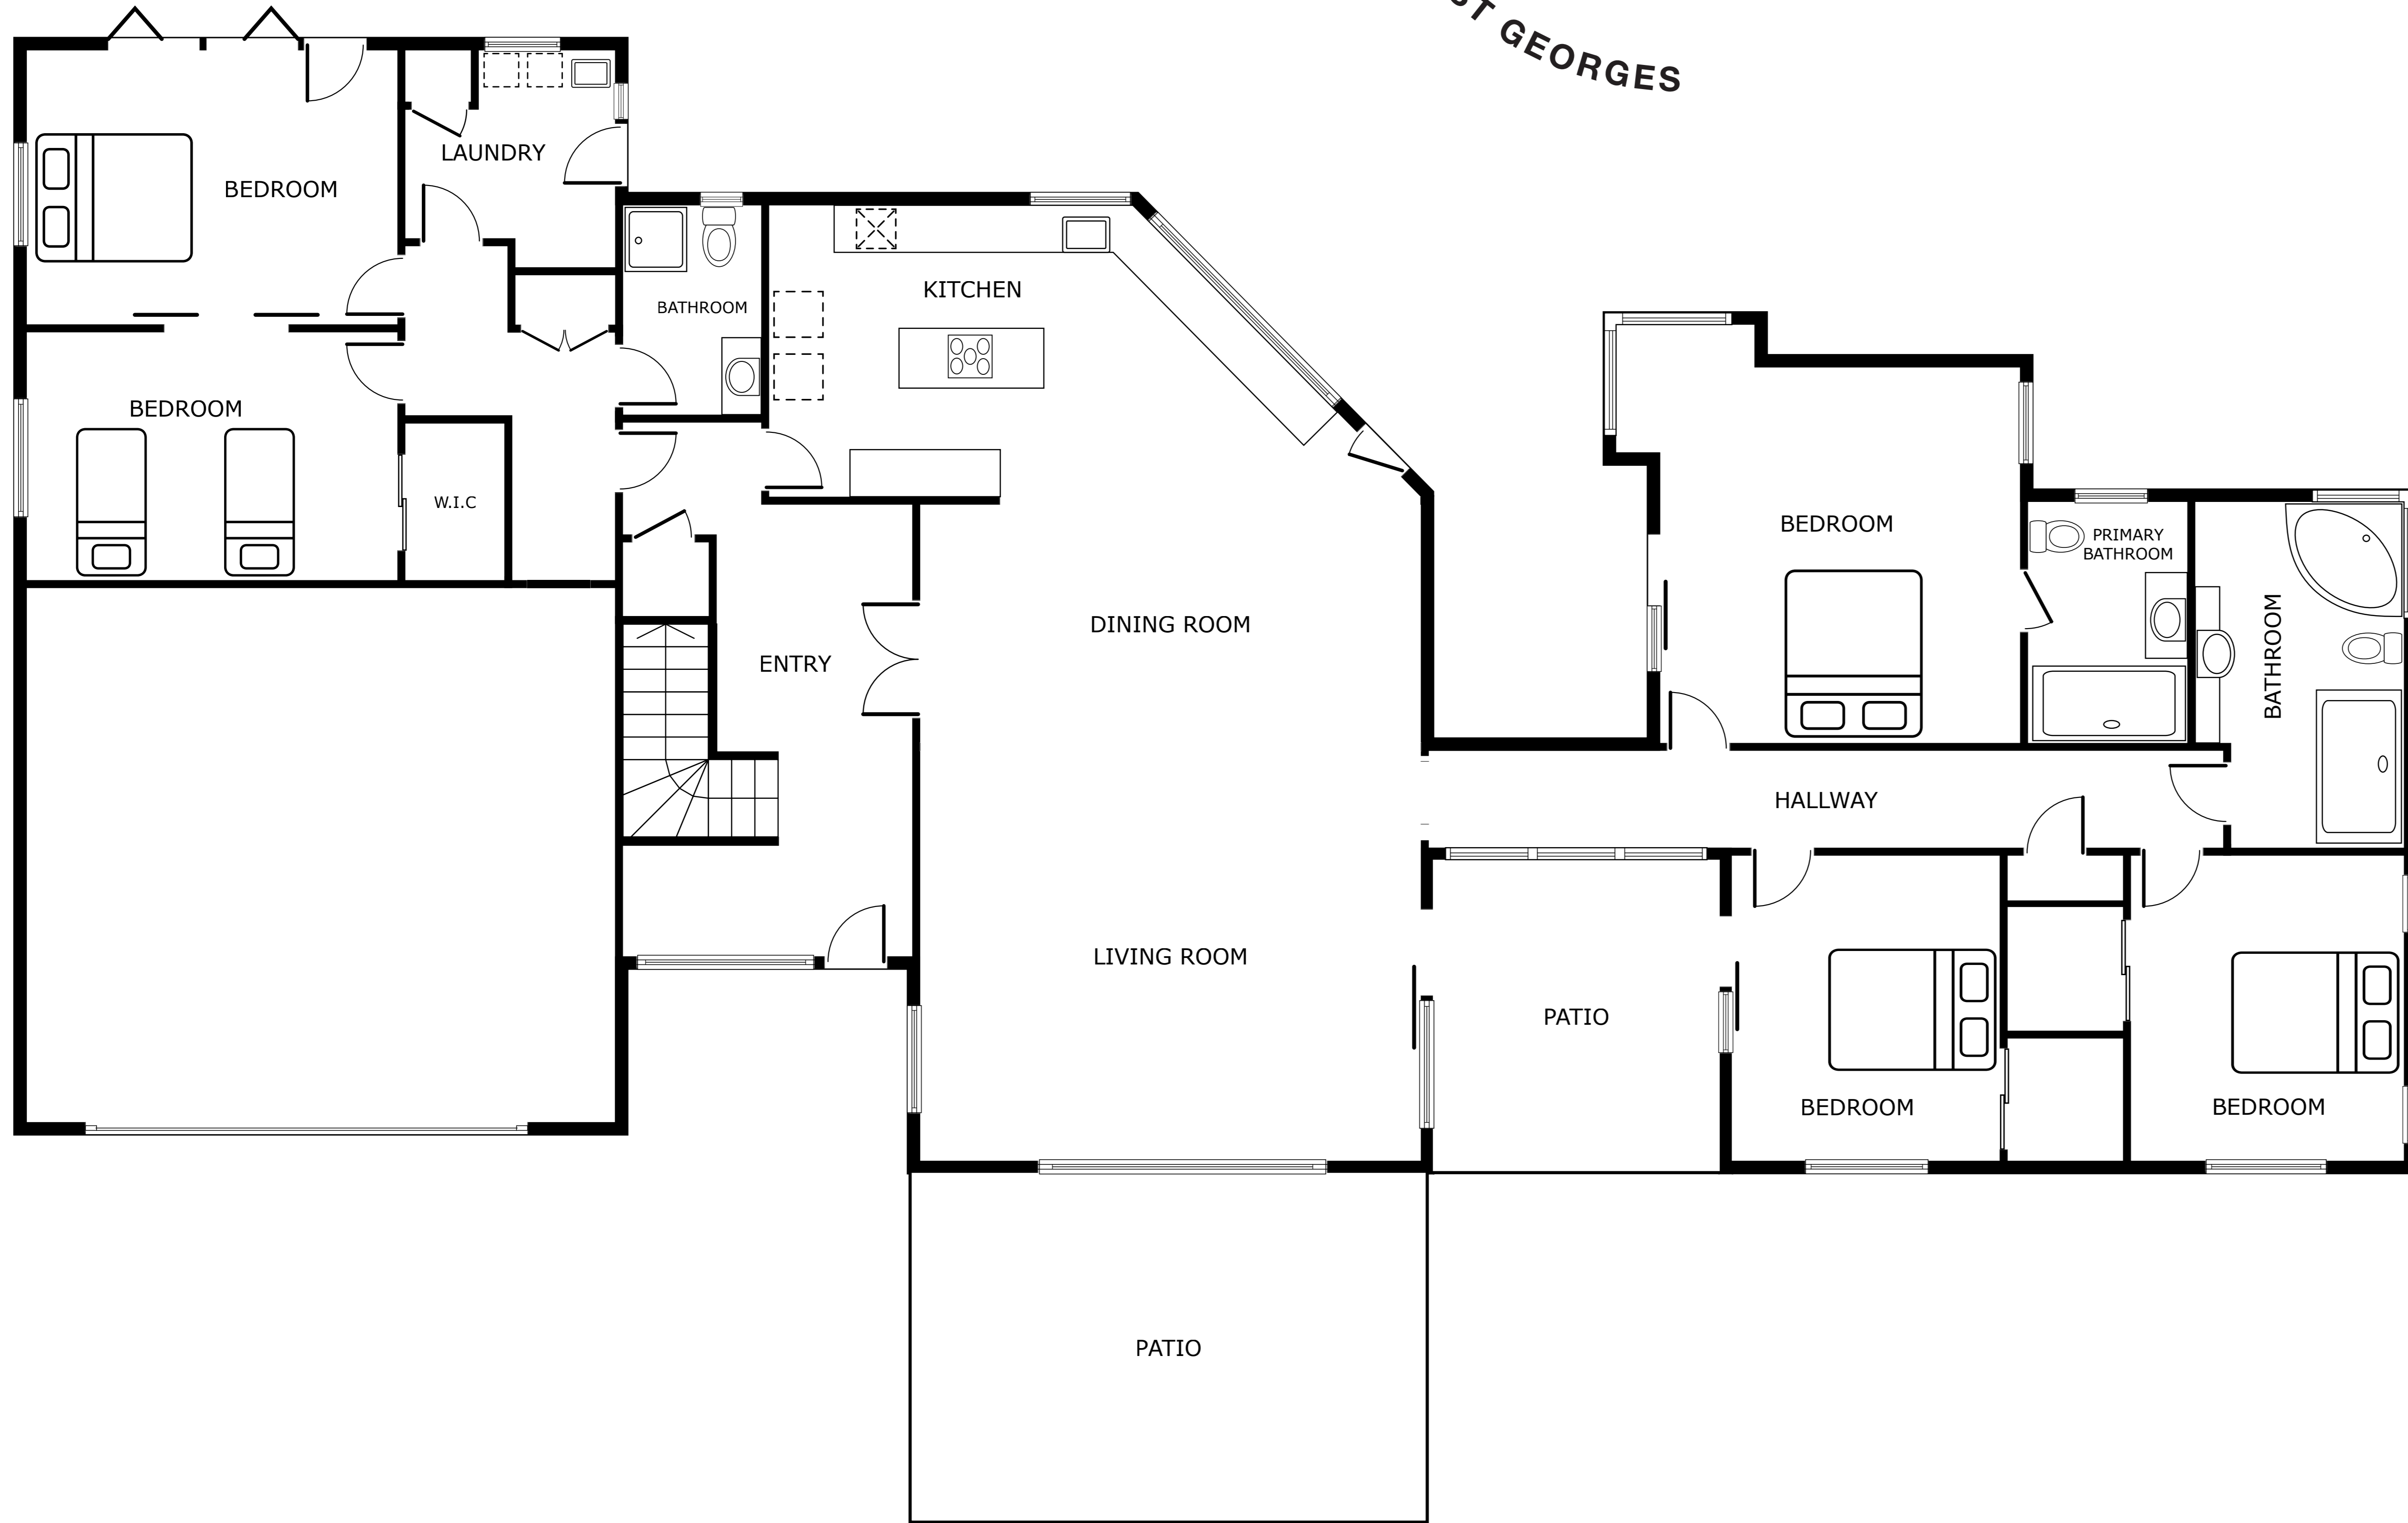 ST GEORGES
LAUNDRY
BEDROOM
BATHROOM
KITCHEN
BEDROOM
W.I.C
BEDROOM
PRIMARY
BATHROOM
BATHROOM
DINING ROOM
ENTRY
HALLWAY
LIVING ROOM
PATIO
BEDROOM
BEDROOM
PATIO